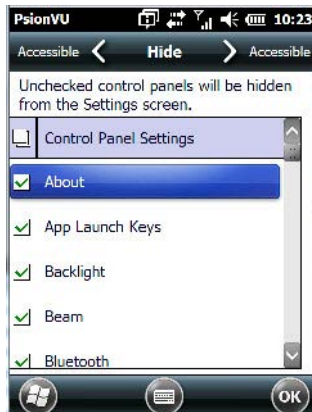 PsionVU 10:23
Accessible Hide Accessible
Unchecked control panels will be hidden
from the Settings screen.
Control Panel Settings
About
App Launch Keys
Backlight
Beam
Bluetooth
OK